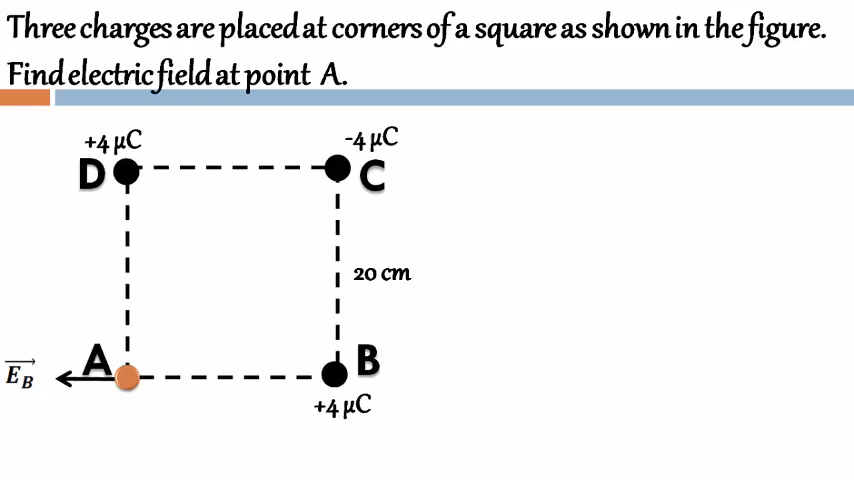 Three charges are placed at corners of a square as shown in the figure.
Find electric field at point A.
+4 μC
-4 μC
D
C
20 cm
A
B
E_B
+4 μC